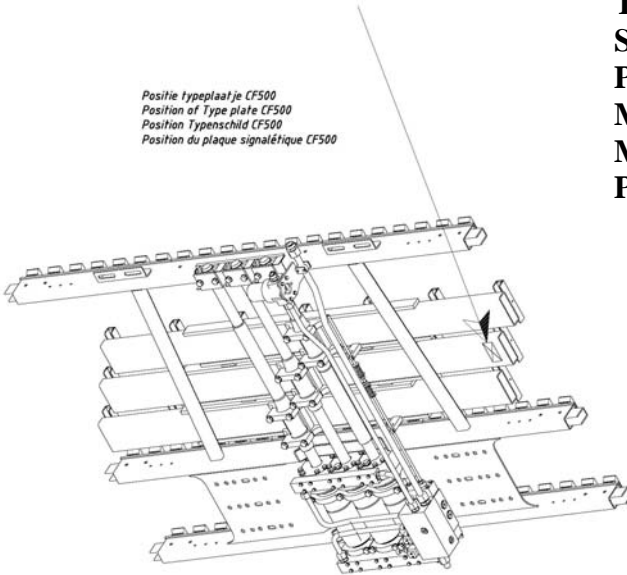 Positie typeplaatje CF500
Position of Type plate CF500
Position Typenschild CF500
Position du plaque signalétique CF500
S
P
M
M
P